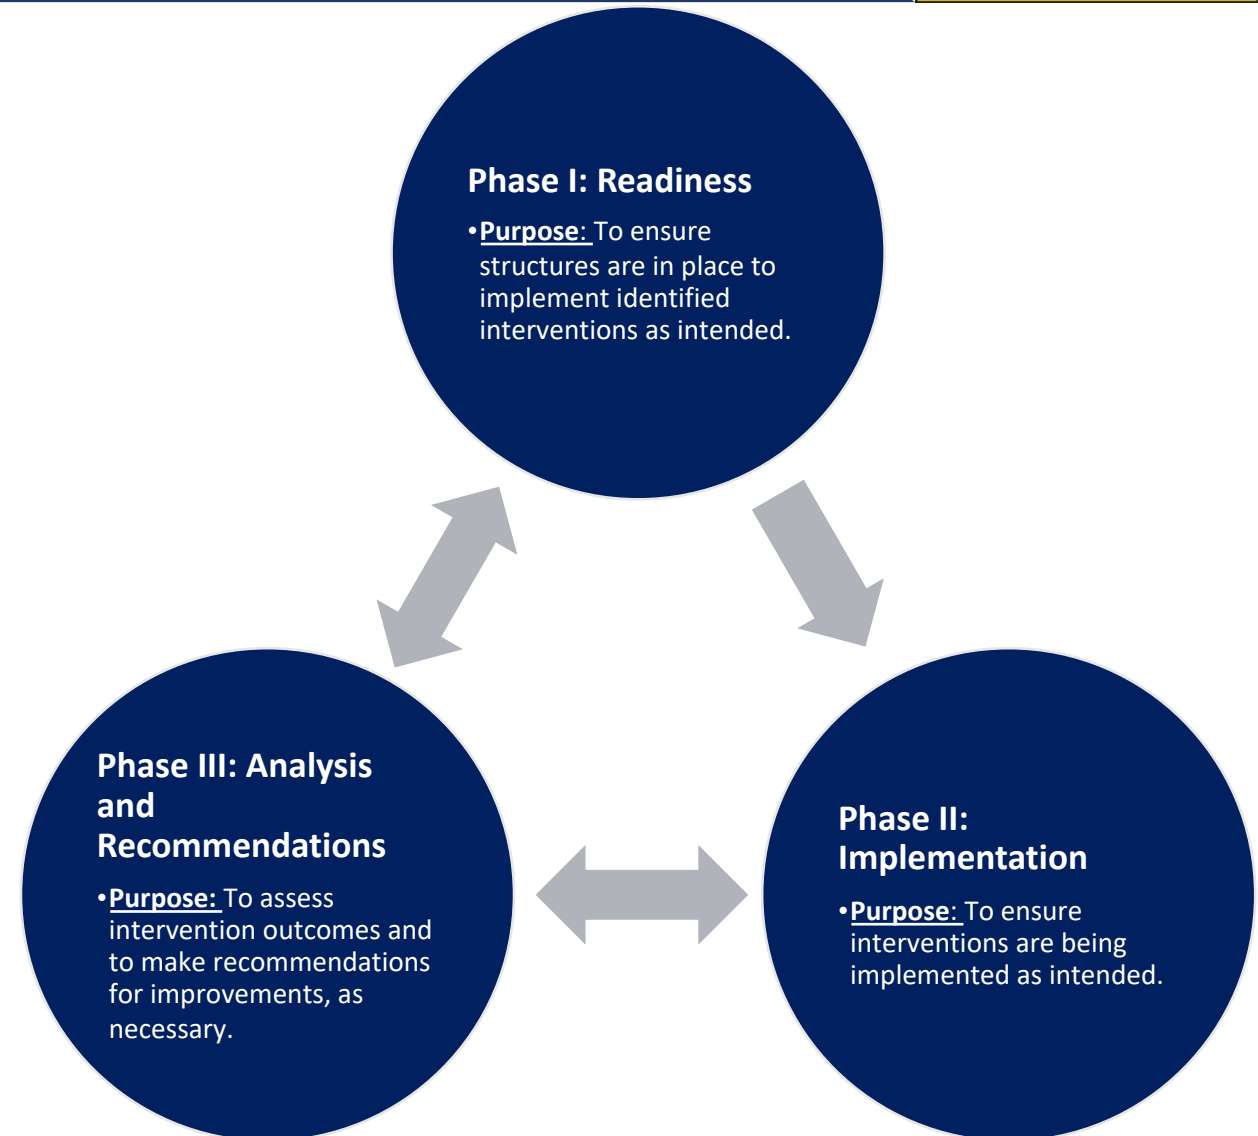 Phase I: Readiness
•Purpose: To ensure
structures are in place to
implement identified
interventions as intended.
Phase III: Analysis
and
Recommendations
•Purpose: To assess
intervention outcomes and
to make recommendations
for improvements, as
necessary.
Phase II:
Implementation
•Purpose: To ensure
interventions are being
implemented as intended.